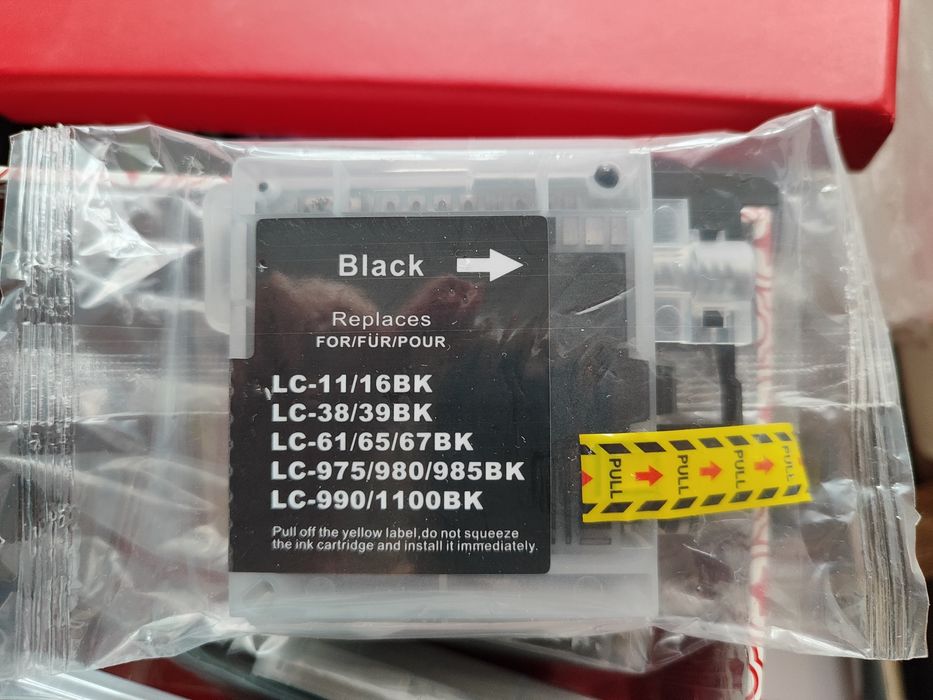 Black
Replaces
FOR/FÜR/POUR
LC-11/16BK
LC-38/39BK
LC-61/65/67BK
LC-975/980/985BK
LC-990/1100BK
Pull off the yellow label,do not squeeze
the ink cartridge and install it immediately.
PULL
PULL
PULL
PULL